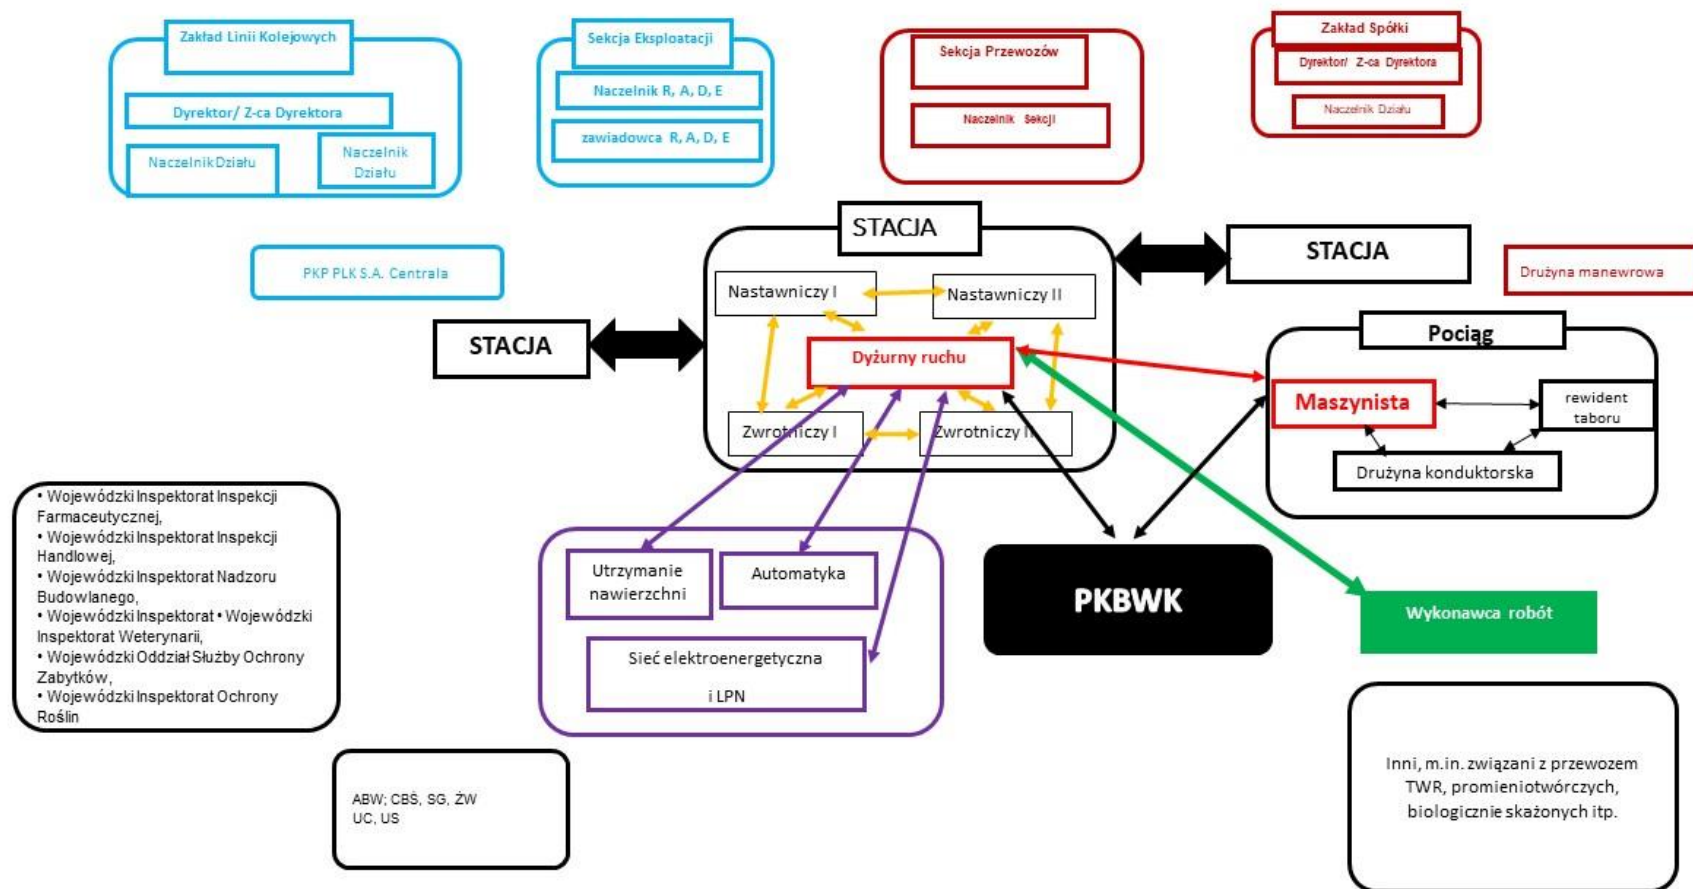 Zakład Linii Kolejowych
Dyrektor/ Z-ca Dyrektora
Naczelnik Działu
Naczelnik
Działu
Sekcja Eksploatacji
Naczelnik R, A, D, E
zawiadowca R, A, D, E
Sekcja Przewozów
Naczelnik Sekcji
Zakład Spółki
Dyrektor/ Z-ca Dyrektora
Naczelnik Działu
PKP PLK S.A. Centrala
STACJA
STACJA
Nastawniczy I
Nastawniczy II
Dyżurny ruchu
Zwrotniczy I
Zwrotniczy II
STACJA
Drużyna manewrowa
Pociąg
Maszynista
rewident
taboru
Drużyna konduktorska
• Wojewódzki Inspektorat Inspekcji
Farmaceutycznej,
• Wojewódzki Inspektorat Inspekcji
Handlowej,
• Wojewódzki Inspektorat Nadzoru
Budowlanego,
• Wojewódzki Inspektorat • Wojewódzki
Inspektorat Weterynarii,
• Wojewódzki Oddział Służby Ochrony
Zabytków,
• Wojewódzki Inspektorat Ochrony
Roślin
Utrzymanie
nawierzchni
Automatyka
Sieć elektroenergetyczna
i LPN
PKBWK
Wykonawca robót
ABW; CBŚ, SG, ŻW
UC, US
Inni, m.in. związani z przewozem
TWR, promieniotwórczych,
biologicznie skażonych itp.